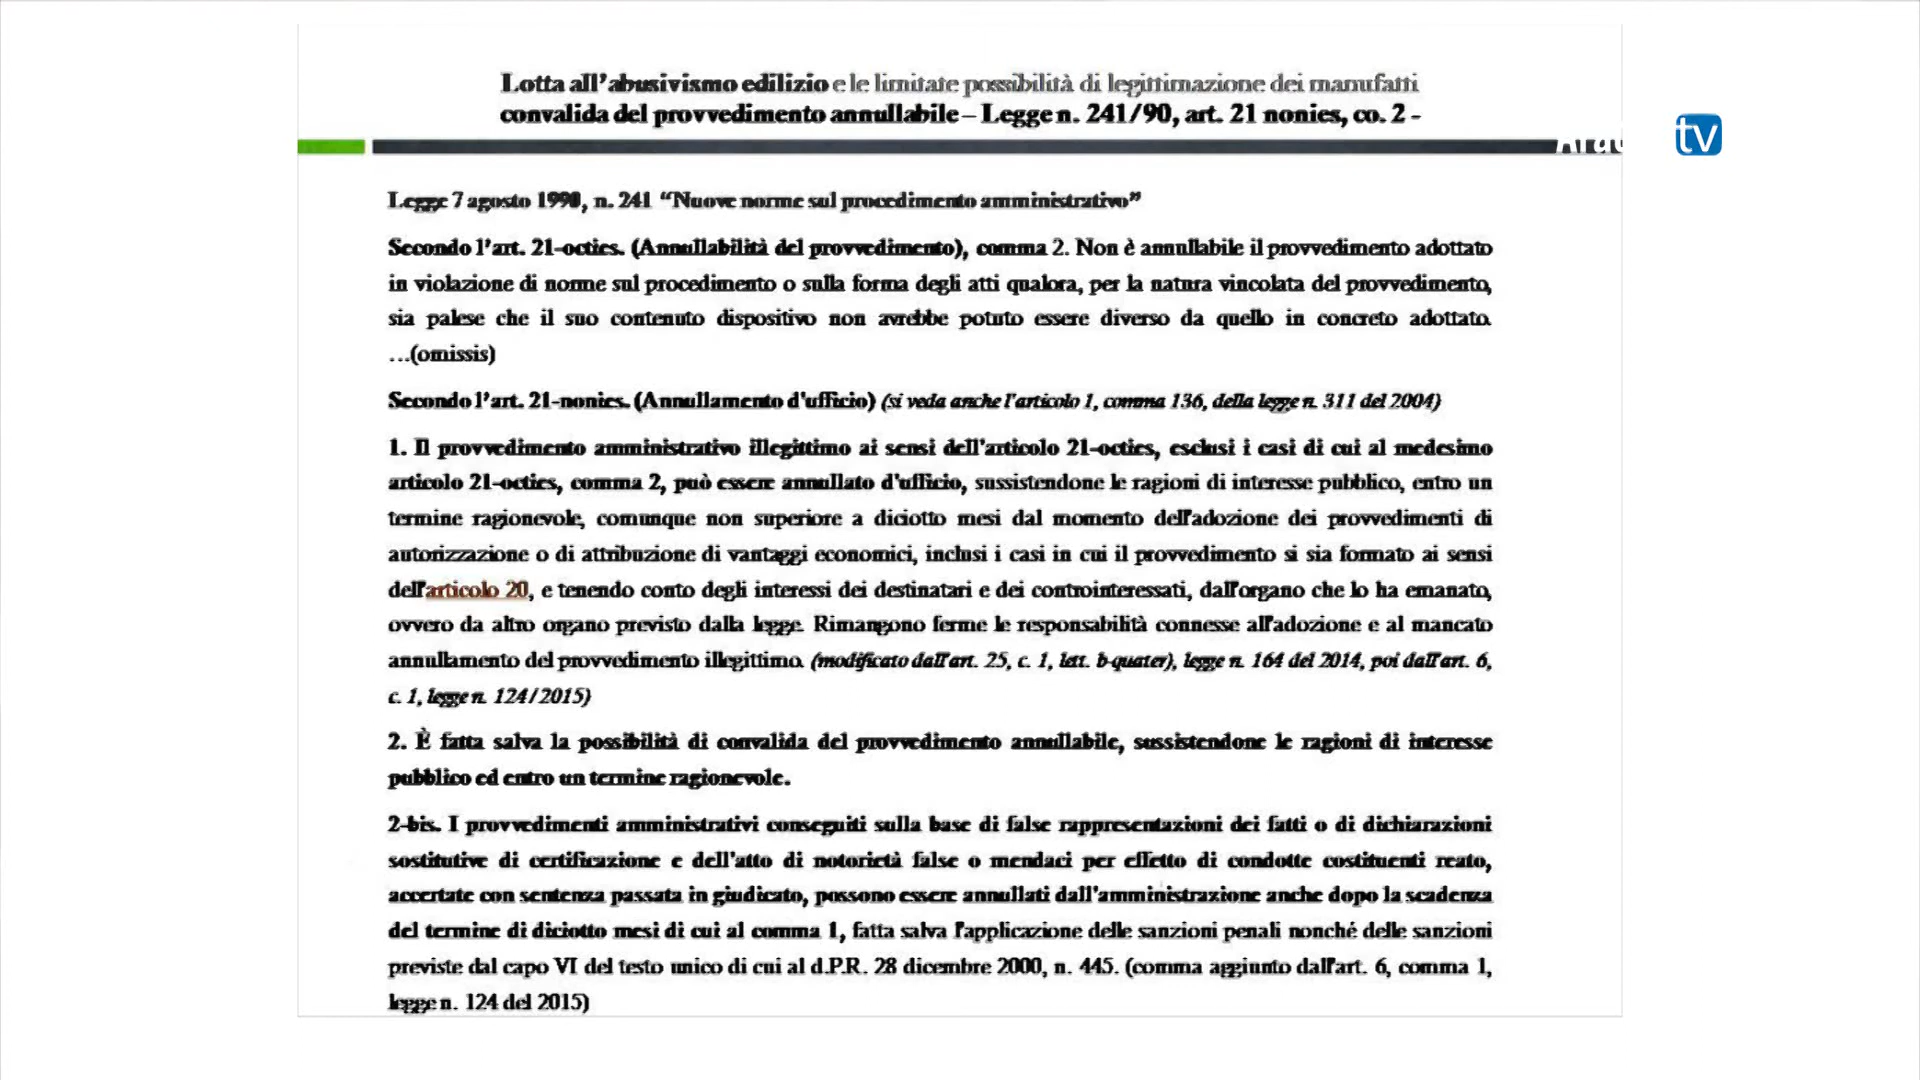 Lotta all'abusivismo edilizio e le limitate possibilità di legittimazione dei manufatti
convalida del provvedimento annullabile – Legge n. 241/90, art. 21 nonies, co. 2 -
tv
Legge 7 agosto 1990, n. 241 “Nuove norme sul procedimento amministrativo”
Secondo l'art. 21-octies. (Annullabilità del provvedimento), comma 2. Non è annullabile il provvedimento adottato
in violazione di norme sul procedimento o sulla forma degli atti qualora, per la natura vincolata del provvedimento,
sia palese che il suo contenuto dispositivo non avrebbe potuto essere diverso da quello in concreto adottato.
…(omissis)
Secondo l'art. 21-nonies. (Annullamento d'ufficio) (si veda anche l'articolo 1, comma 136, della legge n. 311 del 2004)
1. Il provvedimento amministrativo illegittimo ai sensi dell'articolo 21-octies, esclusi i casi di cui al medesimo
articolo 21-octies, comma 2, può essere annullato d'ufficio, sussistendone le ragioni di interesse pubblico, entro un
termine ragionevole, comunque non superiore a diciotto mesi dal momento dell'adozione dei provvedimenti di
autorizzazione o di attribuzione di vantaggi economici, inclusi i casi in cui il provvedimento si sia formato ai sensi
dell'articolo 20, e tenendo conto degli interessi dei destinatari e dei controinteressati, dall'organo che lo ha emanato,
ovvero da altro organo previsto dalla legge. Rimangono ferme le responsabilità connesse all'adozione e al mancato
annullamento del provvedimento illegittimo. (modificato dall'art. 25, c. 1, lett. b-quater), legge n. 164 del 2014, poi dall'art. 6,
c. 1, legge n. 124/2015)
2. È fatta salva la possibilità di convalida del provvedimento annullabile, sussistendone le ragioni di interesse
pubblico ed entro un termine ragionevole.
2-bis. I provvedimenti amministrativi conseguiti sulla base di false rappresentazioni dei fatti o di dichiarazioni
sostitutive di certificazione e dell'atto di notorietà false o mendaci per effetto di condotte costituenti reato,
accertate con sentenza passata in giudicato, possono essere annullati dall'amministrazione anche dopo la scadenza
del termine di diciotto mesi di cui al comma 1, fatta salva l'applicazione delle sanzioni penali nonché delle sanzioni
previste dal capo VI del testo unico di cui al d.P.R. 28 dicembre 2000, n. 445. (comma aggiunto dall'art. 6, comma 1,
legge n. 124 del 2015)